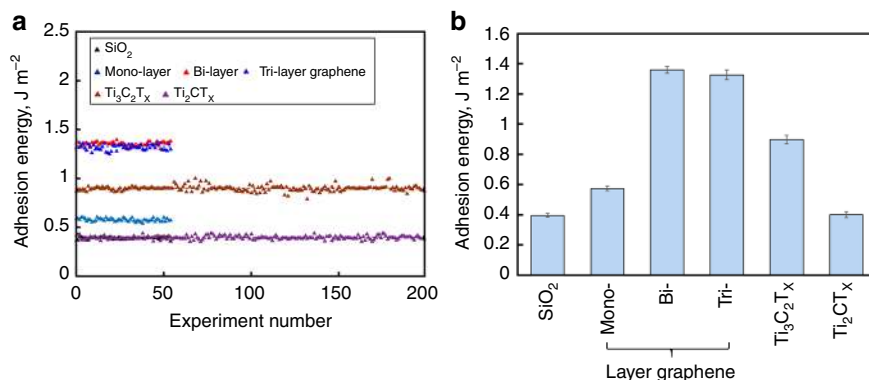 a
Adhesion energy, J m⁻²
2.5
2
1.5
1
0.5
0
SiO₂
Mono-layer Bi-layer Tri-layer graphene
Ti₃C₂Tₓ Ti₂CTₓ
0 50 100 150 200
Experiment number
b
Adhesion energy, J m⁻²
1.6
1.4
1.2
1
0.8
0.6
0.4
0.2
0
SiO₂
Mono-
Bi-
Tri-
Ti₃C₂Tₓ
Ti₂CTₓ
Layer graphene